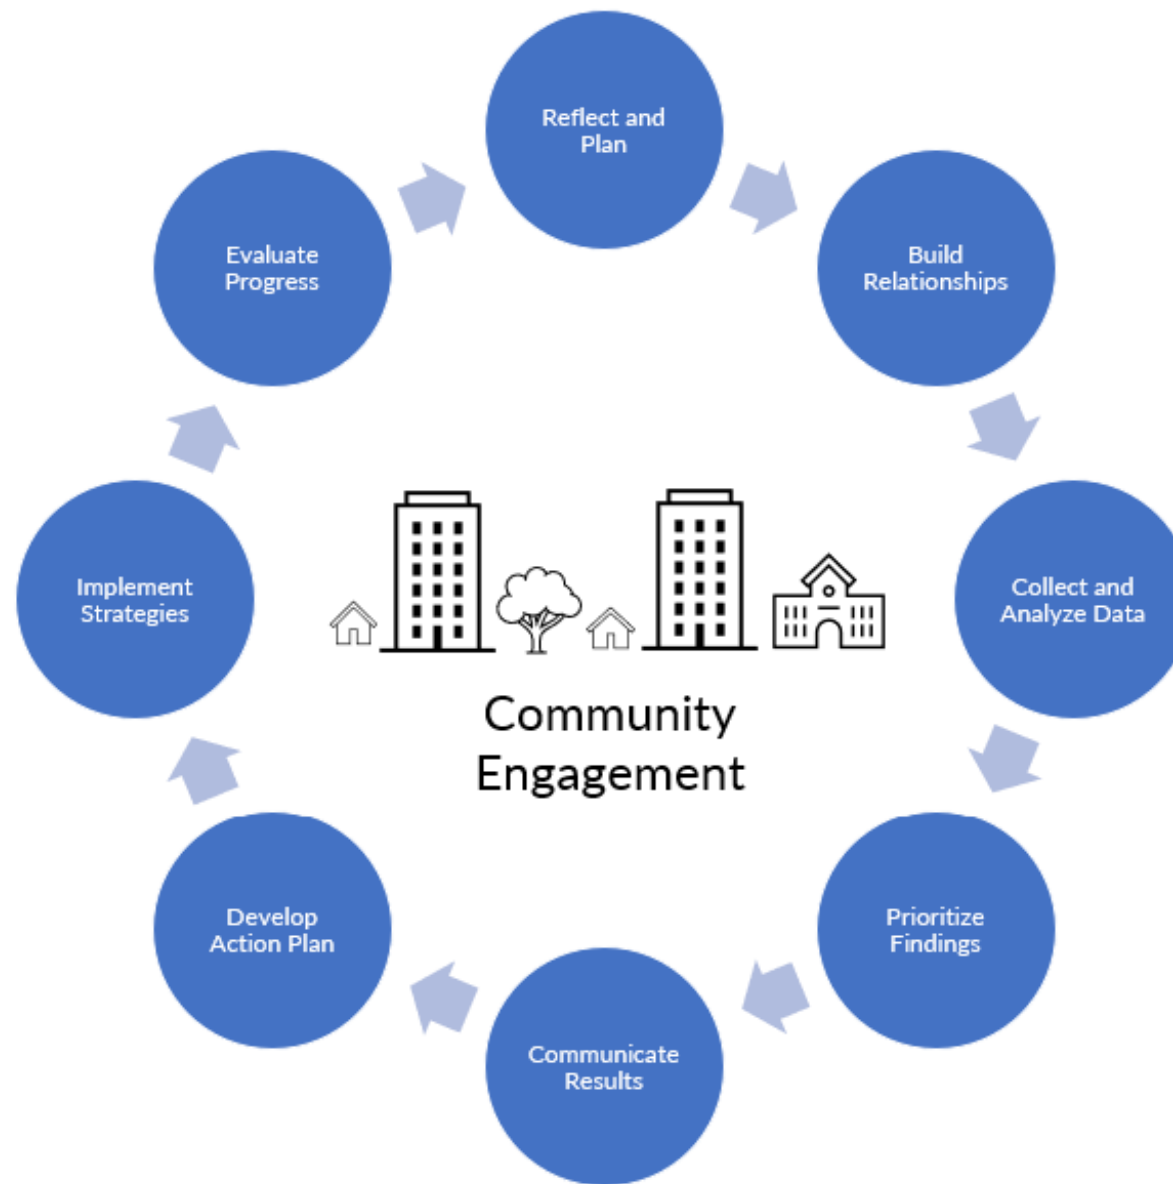 Reflect and
Plan
Build
Relationships
Collect and
Analyze Data
Prioritize
Findings
Communicate
Results
Develop
Action Plan
Implement
Strategies
Evaluate
Progress
Community
Engagement